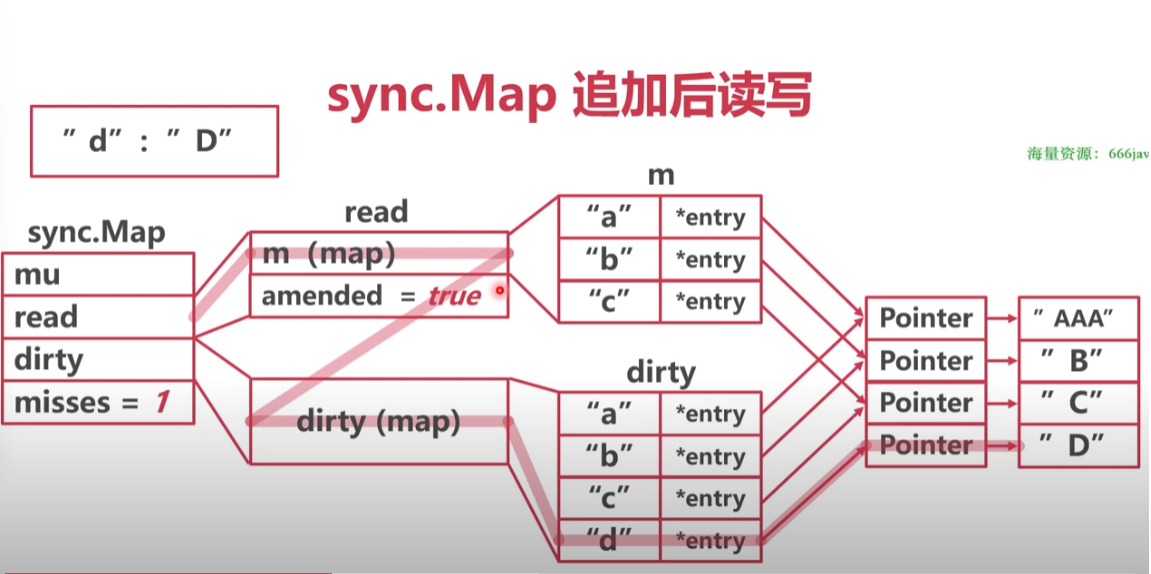 sync.Map 追加后读写
”d” : ”D”
海量资源：666jav
sync.Map
mu
read
dirty
misses = 1
read
m (map)
amended = true
dirty (map)
m
“a” *entry
“b” *entry
“c” *entry
dirty
“a” *entry
“b” *entry
“c” *entry
“d” *entry
Pointer ”AAA”
Pointer ”B”
Pointer ”C”
Pointer ”D”